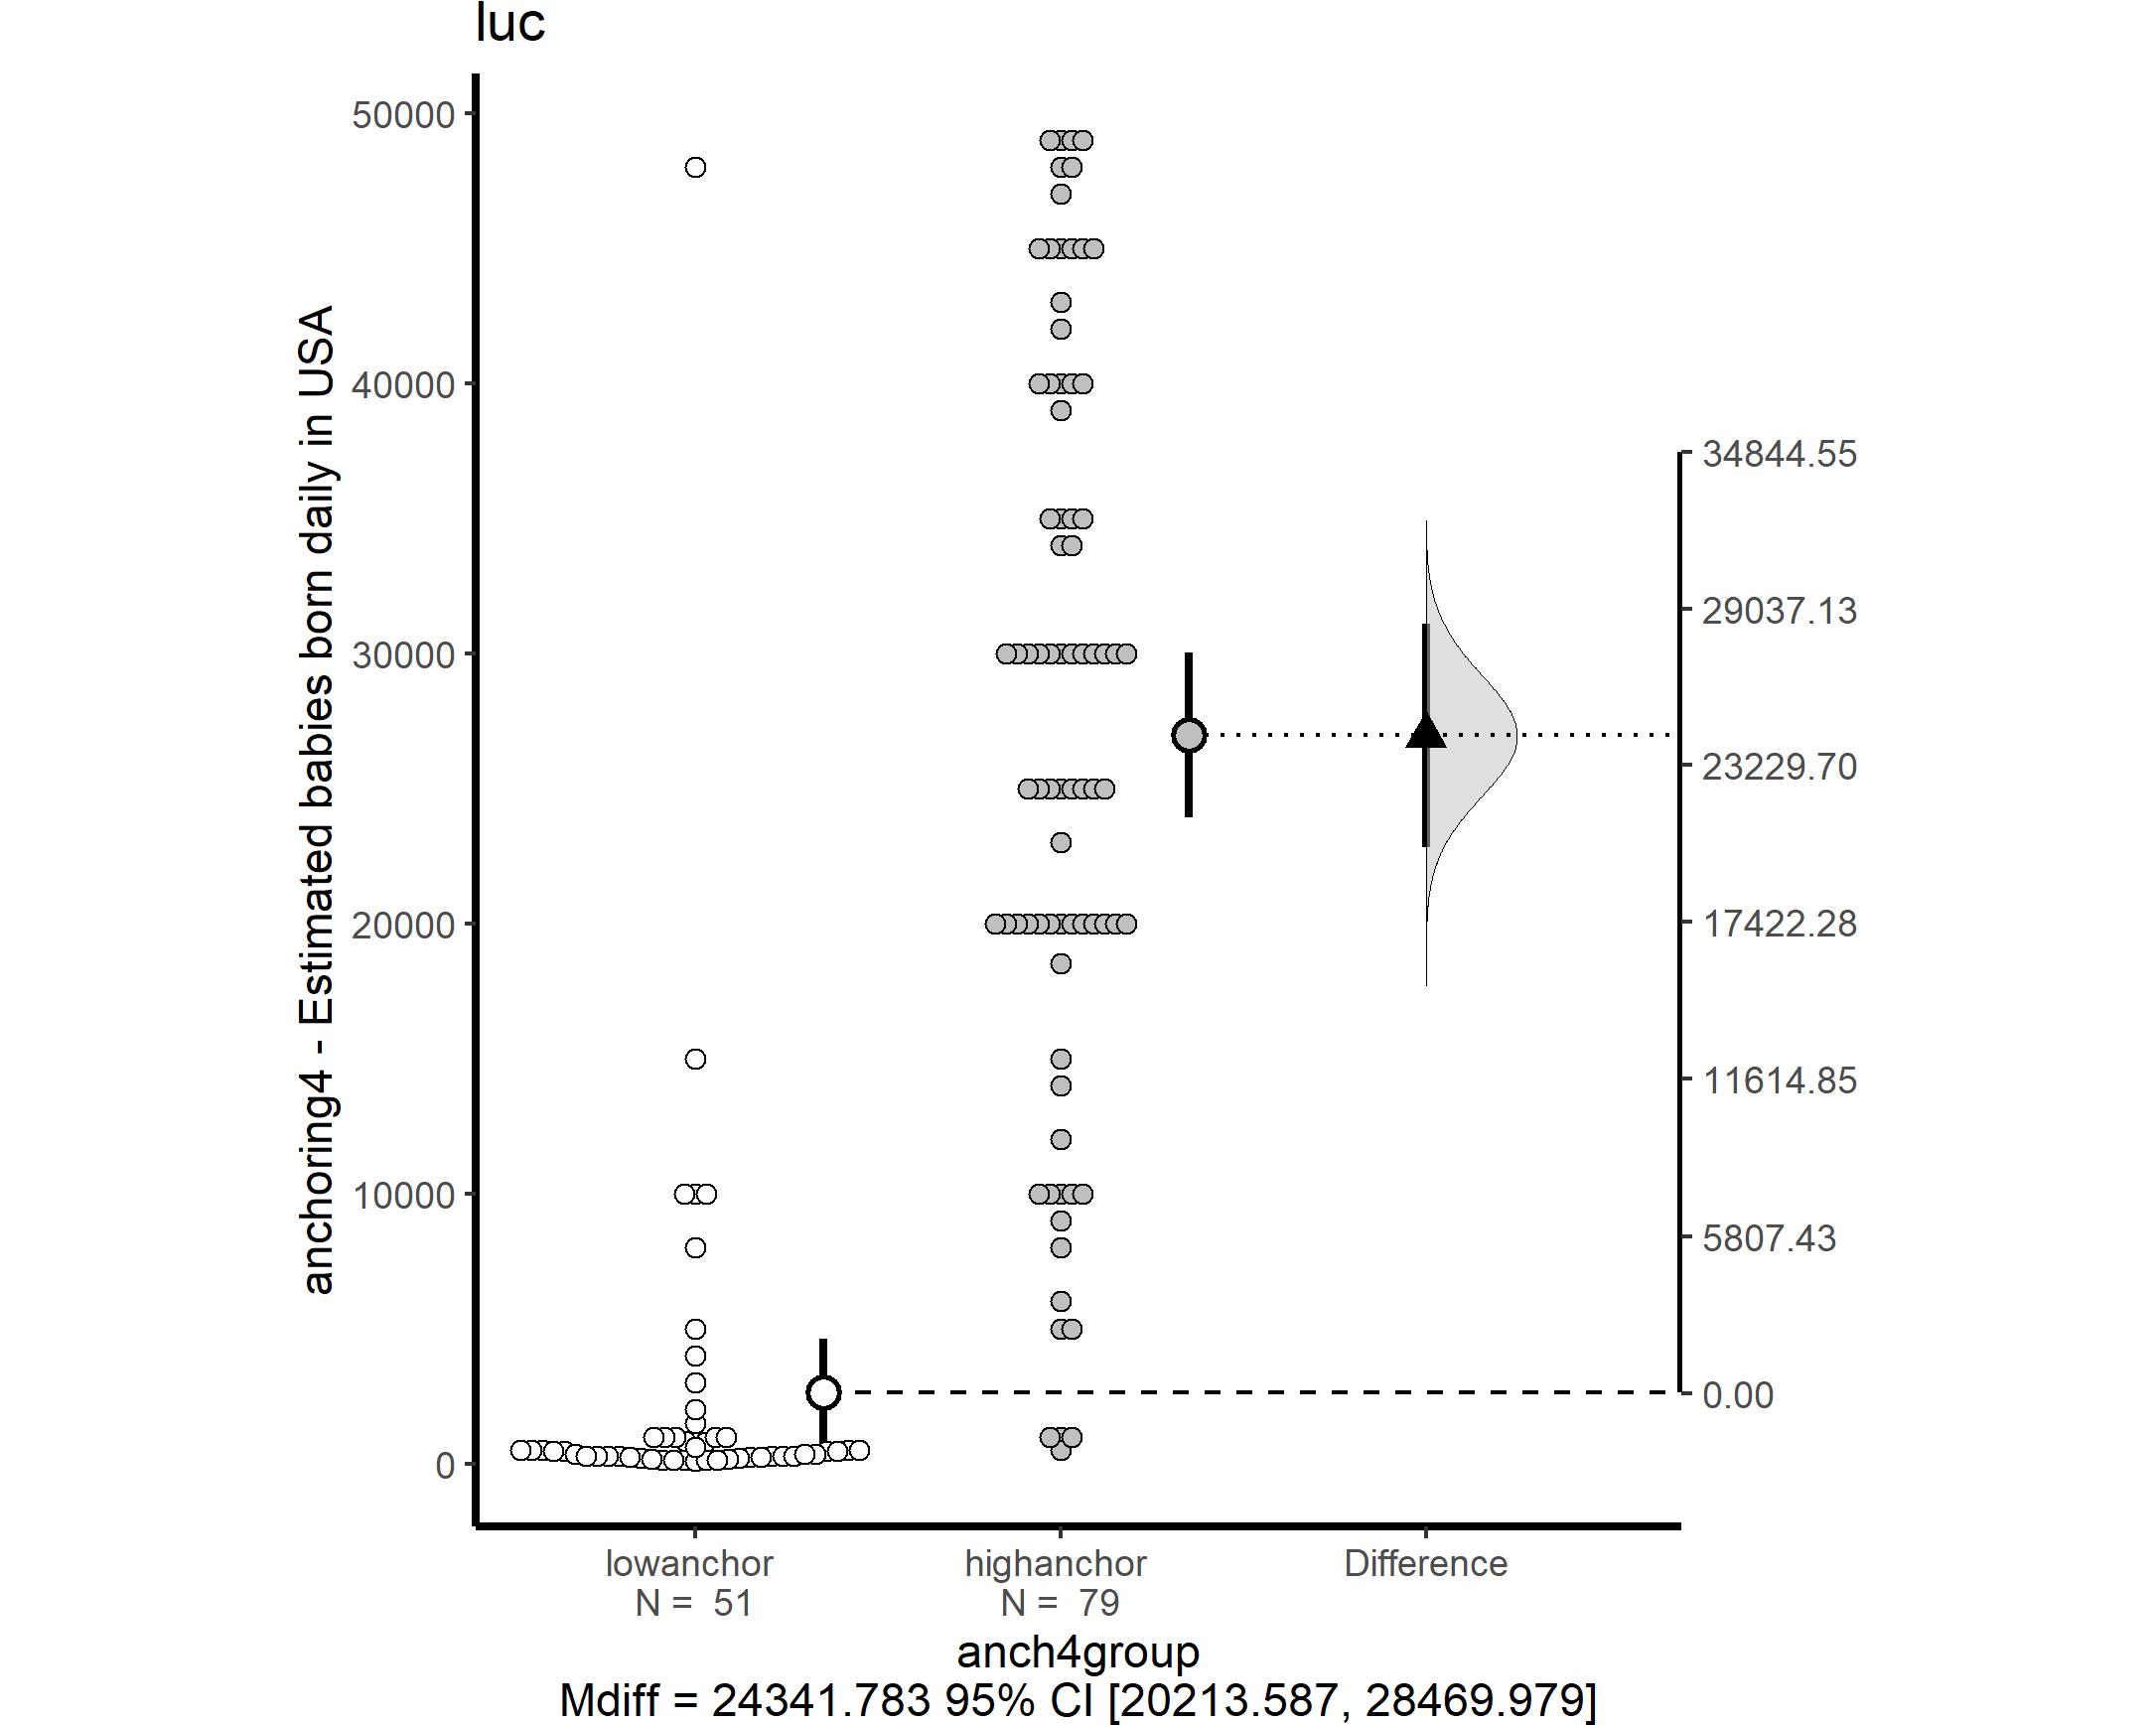 luc
anchoring4 - Estimated babies born daily in USA
50000
40000
30000
20000
10000
0
34844.55
29037.13
23229.70
17422.28
11614.85
5807.43
0.00
lowanchor
N = 51
highanchor
N = 79
Difference
anch4group
Mdiff = 24341.783 95% CI [20213.587, 28469.979]